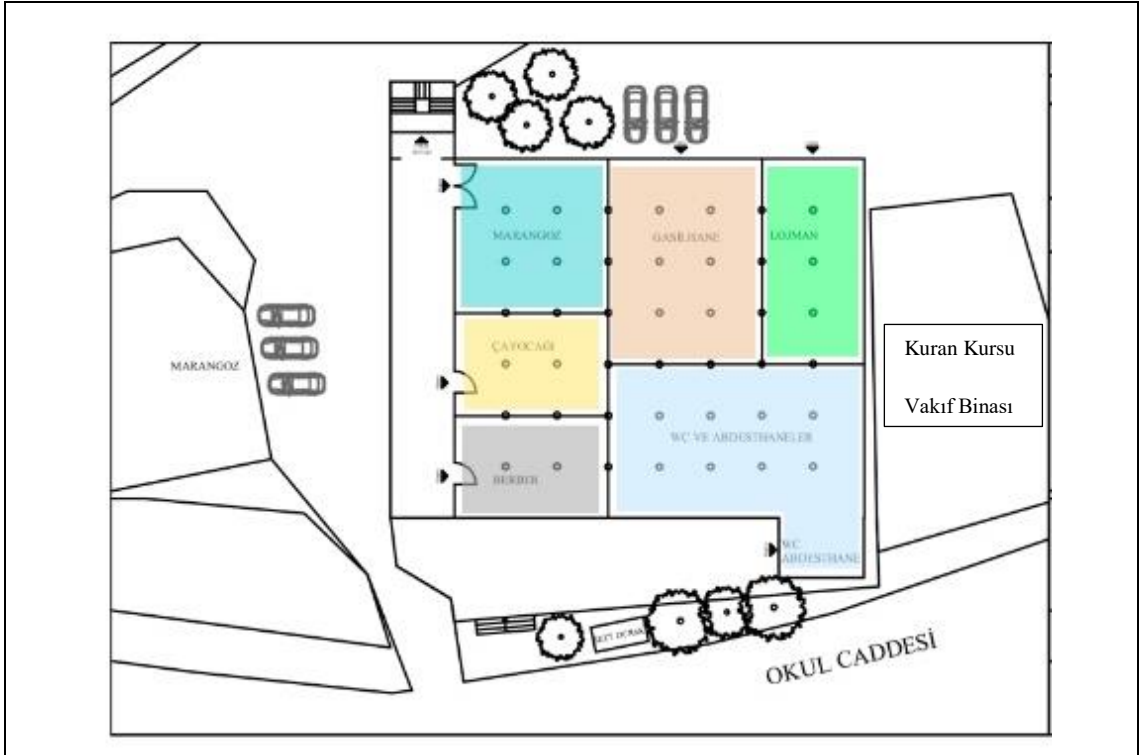 MARANGOZ
GASİLHANE
LOJMAN
ÇAYOCAĞI
MARANGOZ
Kuran Kursu
Vakıf Binası
WC VE ABDESTHANELER
BERBER
WC
ABDESTHANE
OKUL CADDESİ